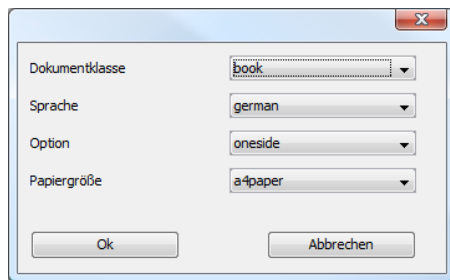 Dokumentklasse book
Sprache german
Option oneside
Papiergröße a4paper
Ok Abbrechen